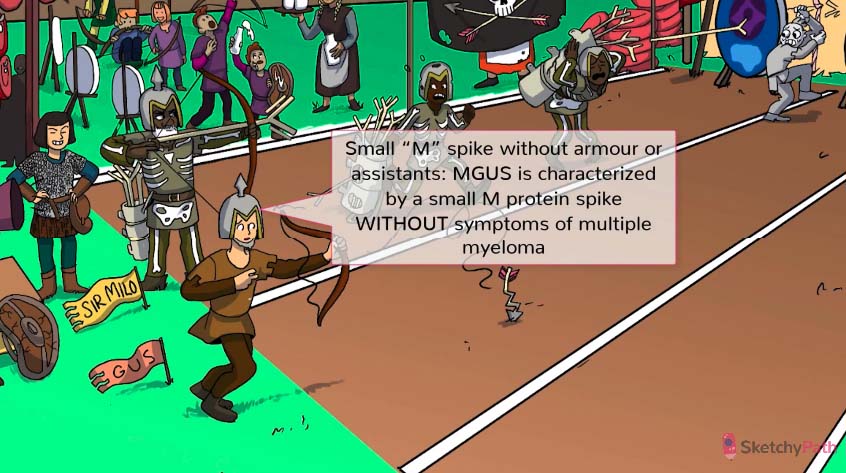 Small “M” spike without armour or
assistants: MGUS is characterized
by a small M protein spike
WITHOUT symptoms of multiple
myeloma
SIR MILO
GUS
SketchyPath